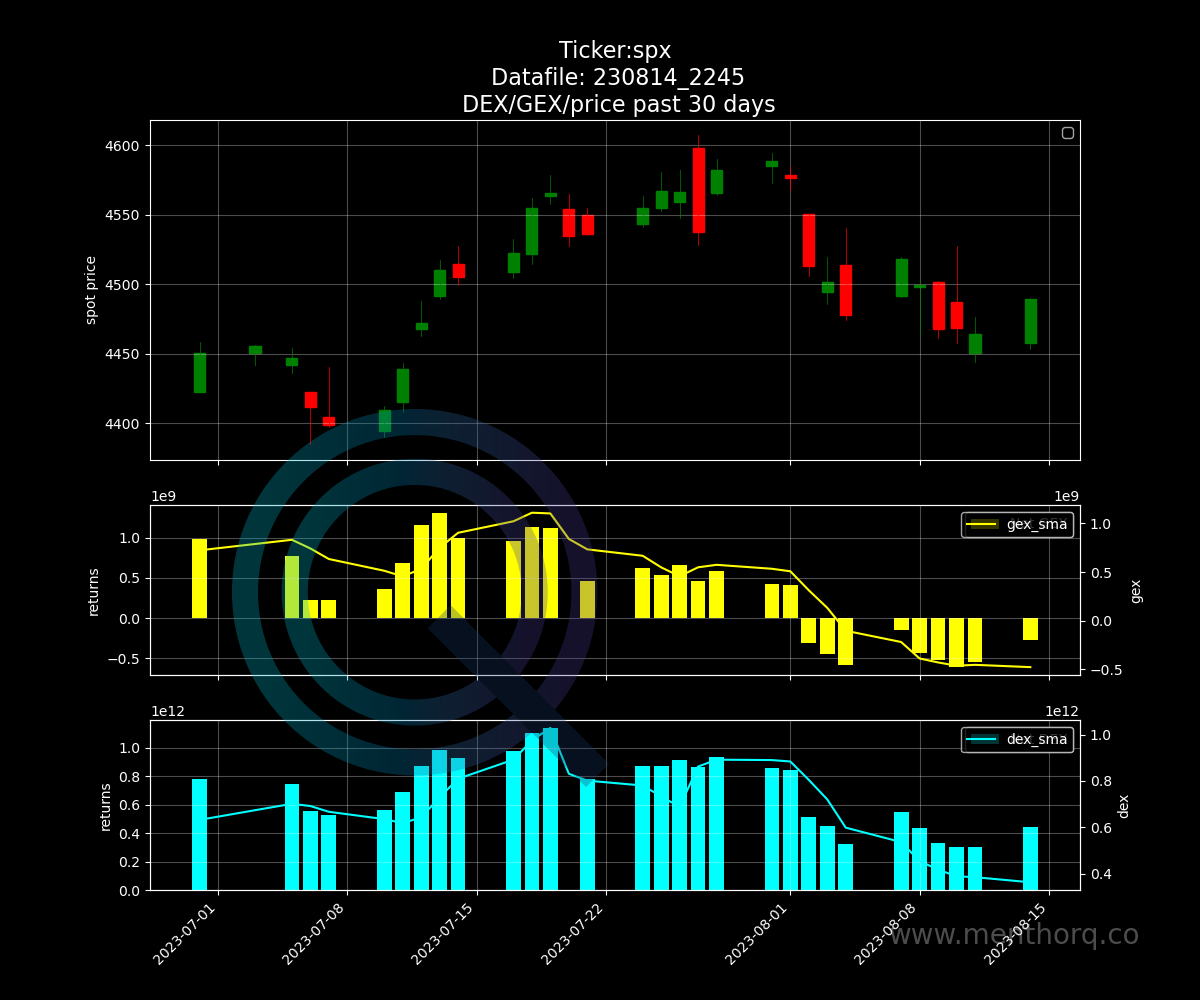 Ticker:spx
Datafile: 230814_2245
DEX/GEX/price past 30 days
4600
4550
4500
4450
4400
spot price
1e9
1e9
gex_sma
1.0
0.5
0.0
−0.5
returns
1.0
0.5
0.0
−0.5
gex
1e12
1e12
dex_sma
1.0
0.8
0.6
0.4
0.2
0.0
returns
1.0
0.8
0.6
0.4
dex
2023-07-01
2023-07-08
2023-07-15
2023-07-22
2023-08-01
2023-08-08
2023-08-15
www.menthorq.co